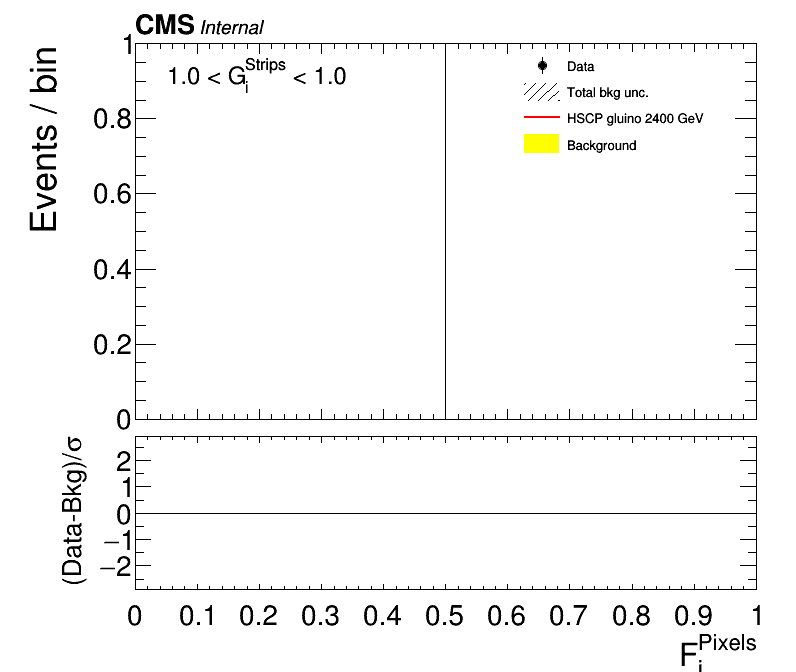 CMS Internal
1.0 < G_i^Strips < 1.0
Data
Total bkg unc.
HSCP gluino 2400 GeV
Background
Events / bin
1
0.8
0.6
0.4
0.2
0
(Data-Bkg)/σ
2
1
0
−1
−2
0 0.1 0.2 0.3 0.4 0.5 0.6 0.7 0.8 0.9 1
F_i^Pixels